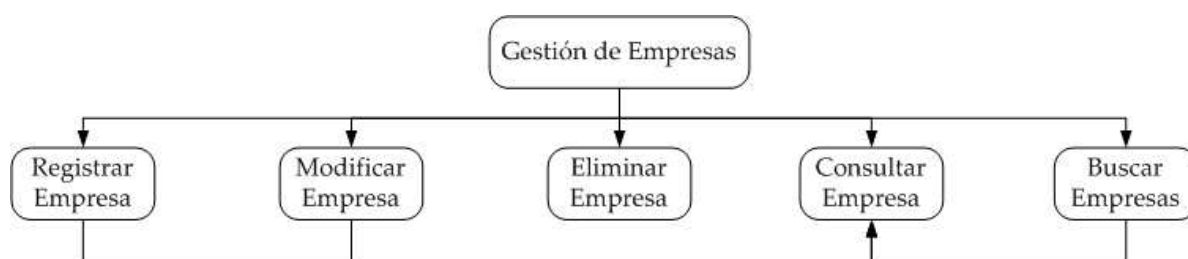 Gestión de Empresas
Registrar
Empresa
Modificar
Empresa
Eliminar
Empresa
Consultar
Empresa
Buscar
Empresas